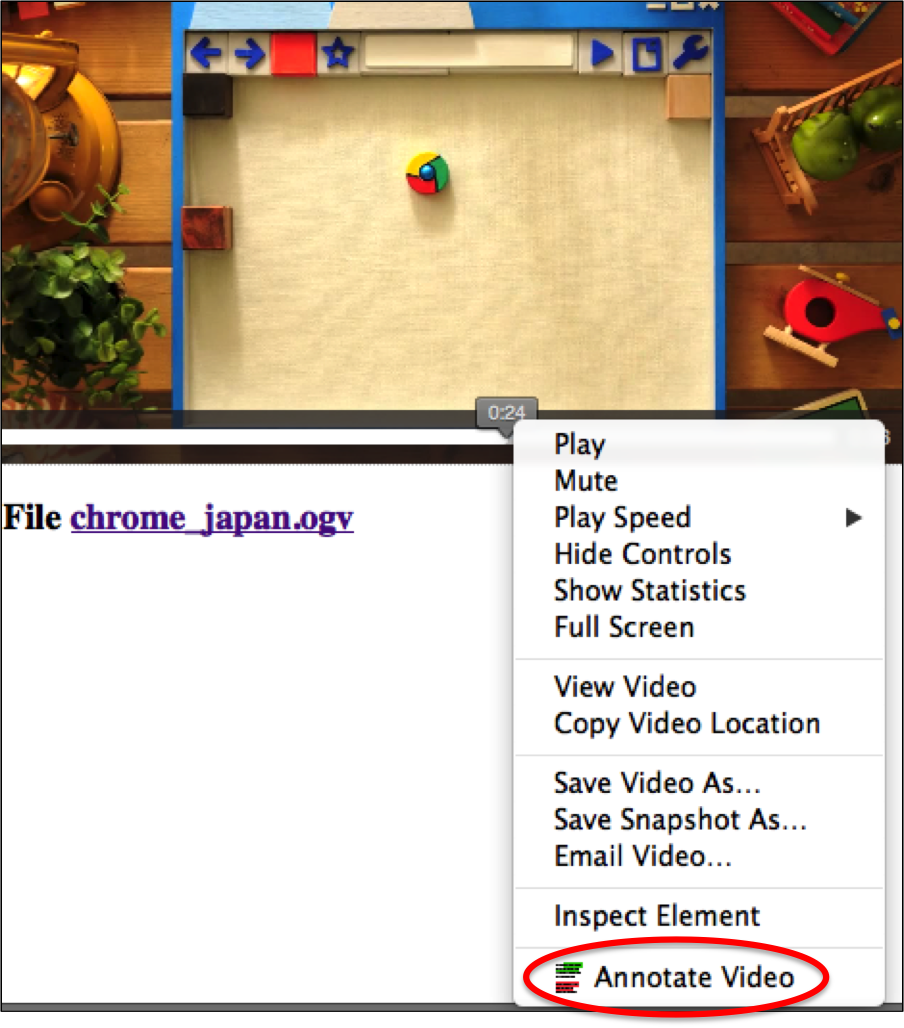 0:24
Play
Mute
File chrome_japan.ogv
Play Speed
Hide Controls
Show Statistics
Full Screen
View Video
Copy Video Location
Save Video As...
Save Snapshot As...
Email Video...
Inspect Element
Annotate Video